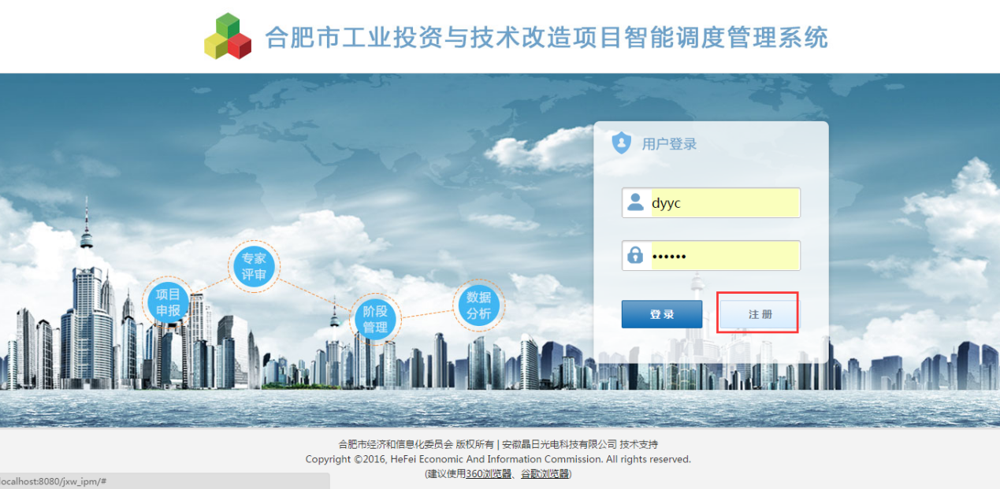 合肥市工业投资与技术改造项目智能调度管理系统
用户登录
dyyc
••••••
登 录
注 册
项目
申报
专家
评审
阶段
管理
数据
分析
合肥市经济和信息化委员会 版权所有 | 安徽晶日光电科技有限公司 技术支持
Copyright ©2016, HeFei Economic And Information Commission. All rights reserved.
(建议使用360浏览器、谷歌浏览器)
localhost:8080/jxw_ipm/#